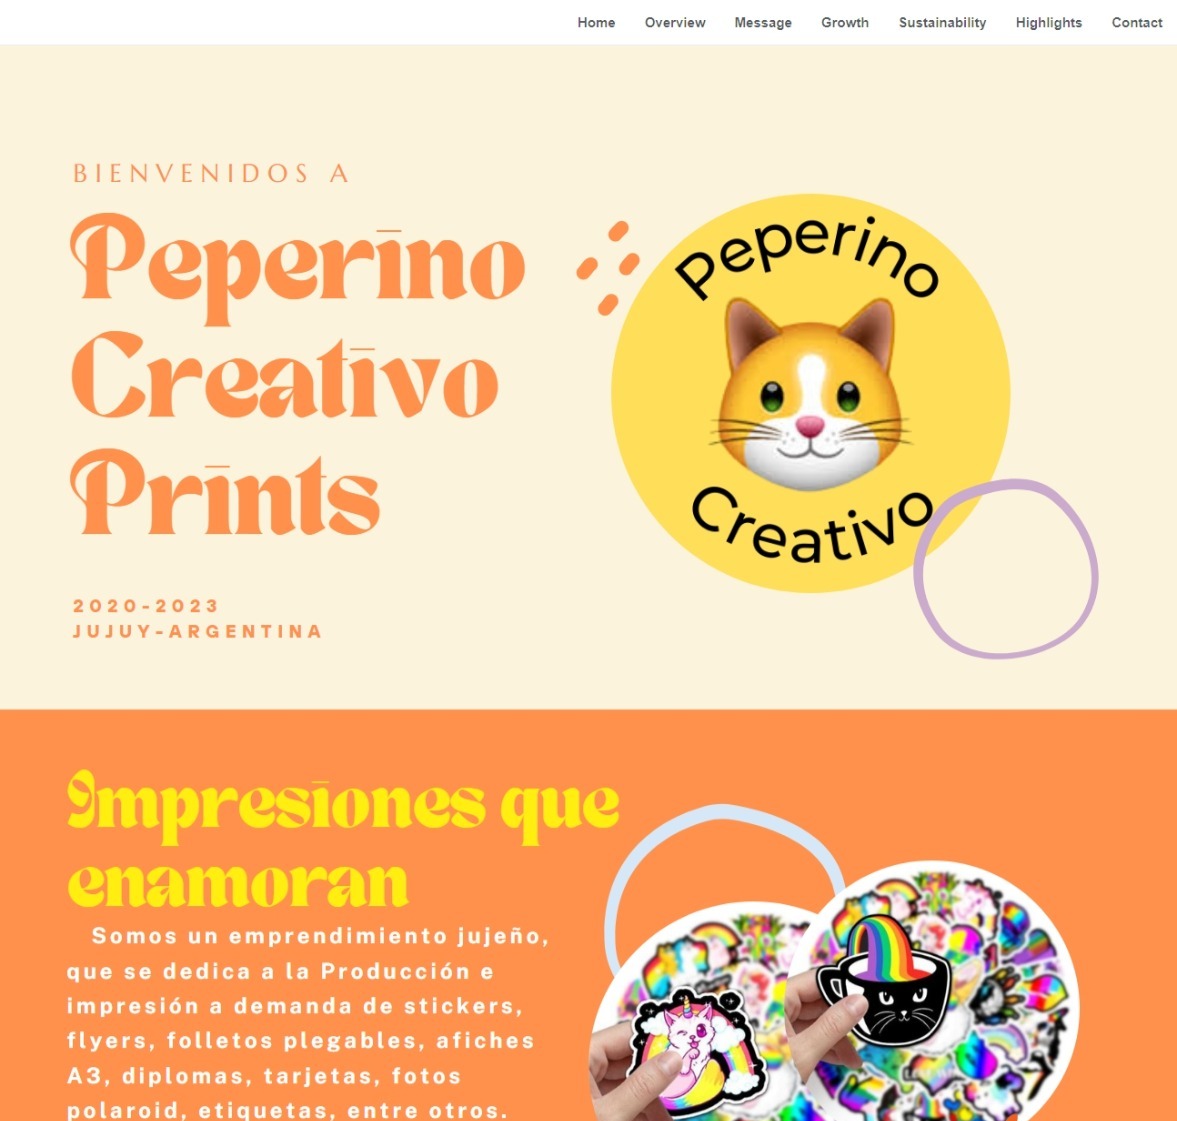 Home Overview Message Growth Sustainability Highlights Contact
BIENVENIDOS A
Peperino
Creativo
Prints
Peperino
Creativo
2020-2023
JUJUY-ARGENTINA
Impresiones que
enamoran
Somos un emprendimiento jujeño,
que se dedica a la Producción e
impresión a demanda de stickers,
flyers, folletos plegables, afiches
A3, diplomas, tarjetas, fotos
polaroid, etiquetas, entre otros.